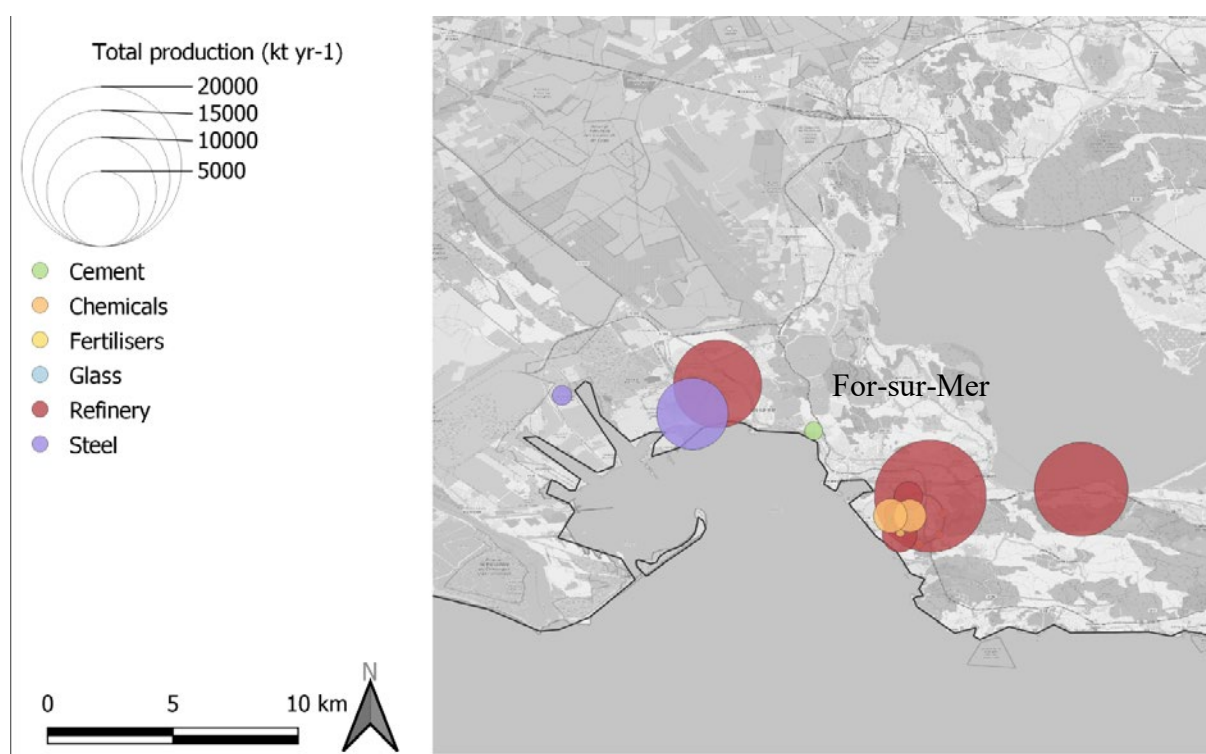 Total production (kt yr-1)
20000
15000
10000
5000
Cement
Chemicals
Fertilisers
Glass
Refinery
Steel
For-sur-Mer
N
0 5 10 km